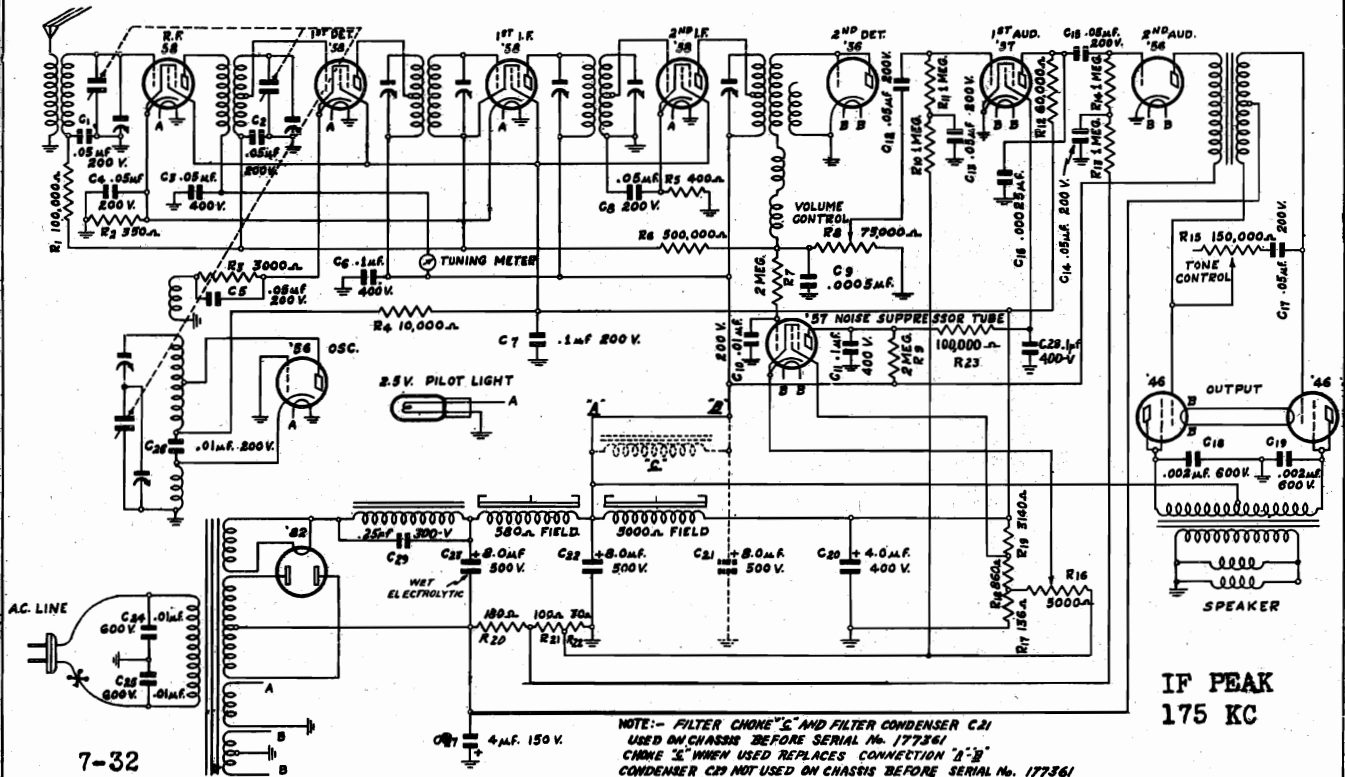 R.F.
58
1ST DET.
'58
1ST I.F.
'58
2ND I.F.
'58
2ND DET.
'56
1ST AUD.
'57
C15 .05µF
200V.
2ND AUD.
'56
C1
.05µF
200 V.
C2
.05µF
200V.
A
A
A
A
B B
B B
B B
C12 .05µF 200V.
R11 1 MEG.
R10 1 MEG.
C13 .05µF 200V.
R12 60,000Ω
C16 .00025µF.
C14 .05µF 200 V.
R14 1 MEG.
R13 1 MEG.
R1 100,000Ω
C4 .05µF
200 V.
R2 350Ω
C3 .05µF.
400V.
.05µF
C8 200 V.
R5 400Ω
VOLUME
CONTROL
R8 75,000Ω
R6 500,000Ω
R3 3000Ω
C5 .05µF
200V.
C6 .1µF.
400V.
TUNING METER
2 MEG.
R7
C9
.0005µF.
R15 150,000Ω
TONE
CONTROL
C17 .05µF. 200V.
R4 10,000Ω
C7 .1µF 200 V.
200 V.
C10 .01µF.
'57 NOISE SUPPRESSOR TUBE
B B
C11 .1µF
400 V.
2 MEG.
R9
100,000Ω
R23
C28.1µF
400-V
'56 OSC.
A
2.5 V. PILOT LIGHT
A
C26 .01µF. 200V.
"A" "B"
"C"
'46 OUTPUT '46
B
B
C18 C19
.002µF. 600V. .002µF.
600 V.
'82
.25µf 300-V
C29
580Ω FIELD
5000Ω FIELD
C23 8.0µF
500 V.
WET
ELECTROLYTIC
C22 8.0µF
500 V.
C21 8.0µF
500 V.
C20 4.0µF.
400 V.
R19 3140Ω
R18 860Ω
R17 136Ω
R16
5000Ω
SPEAKER
A.C. LINE
C24 .01µF.
600V.
C25 .01µF.
600V.
180Ω 100Ω 30Ω
R20 R21 R22
A
B
B
4µF. 150 V.
IF PEAK
175 KC
7-32
NOTE:- FILTER CHOKE "C" AND FILTER CONDENSER C21
USED ON CHASSIS BEFORE SERIAL No. 177361
CHOKE "C" WHEN USED REPLACES CONNECTION "A"-"B"
CONDENSER C29 NOT USED ON CHASSIS BEFORE SERIAL No. 177361